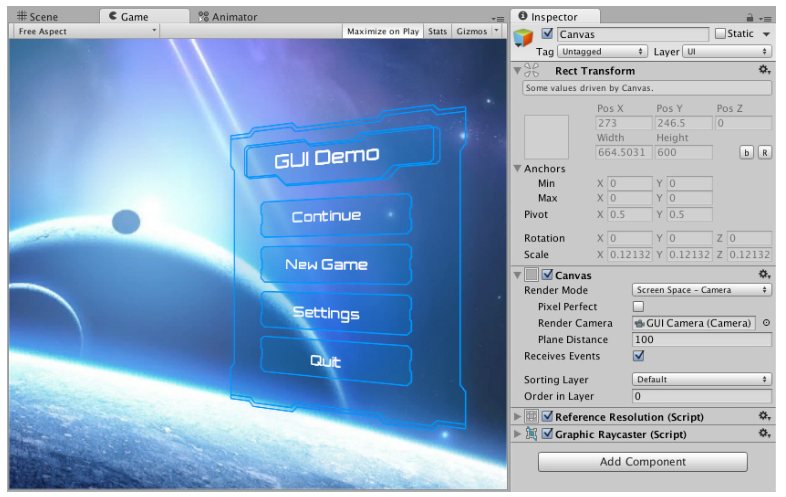 Scene Game Animator
Free Aspect Maximize on Play Stats Gizmos
GUI Demo
Continue
New Game
Settings
Quit
Inspector
Canvas Static
Tag Untagged Layer UI
Rect Transform
Some values driven by Canvas.
Pos X Pos Y Pos Z
273 246.5 0
Width Height
664.5031 600 b R
Anchors
Min X 0 Y 0
Max X 0 Y 0
Pivot X 0.5 Y 0.5
Rotation X 0 Y 0 Z 0
Scale X 0.12132 Y 0.12132 Z 0.12132
Canvas
Render Mode Screen Space - Camera
Pixel Perfect
Render Camera GUI Camera (Camera)
Plane Distance 100
Receives Events
Sorting Layer Default
Order in Layer 0
Reference Resolution (Script)
Graphic Raycaster (Script)
Add Component